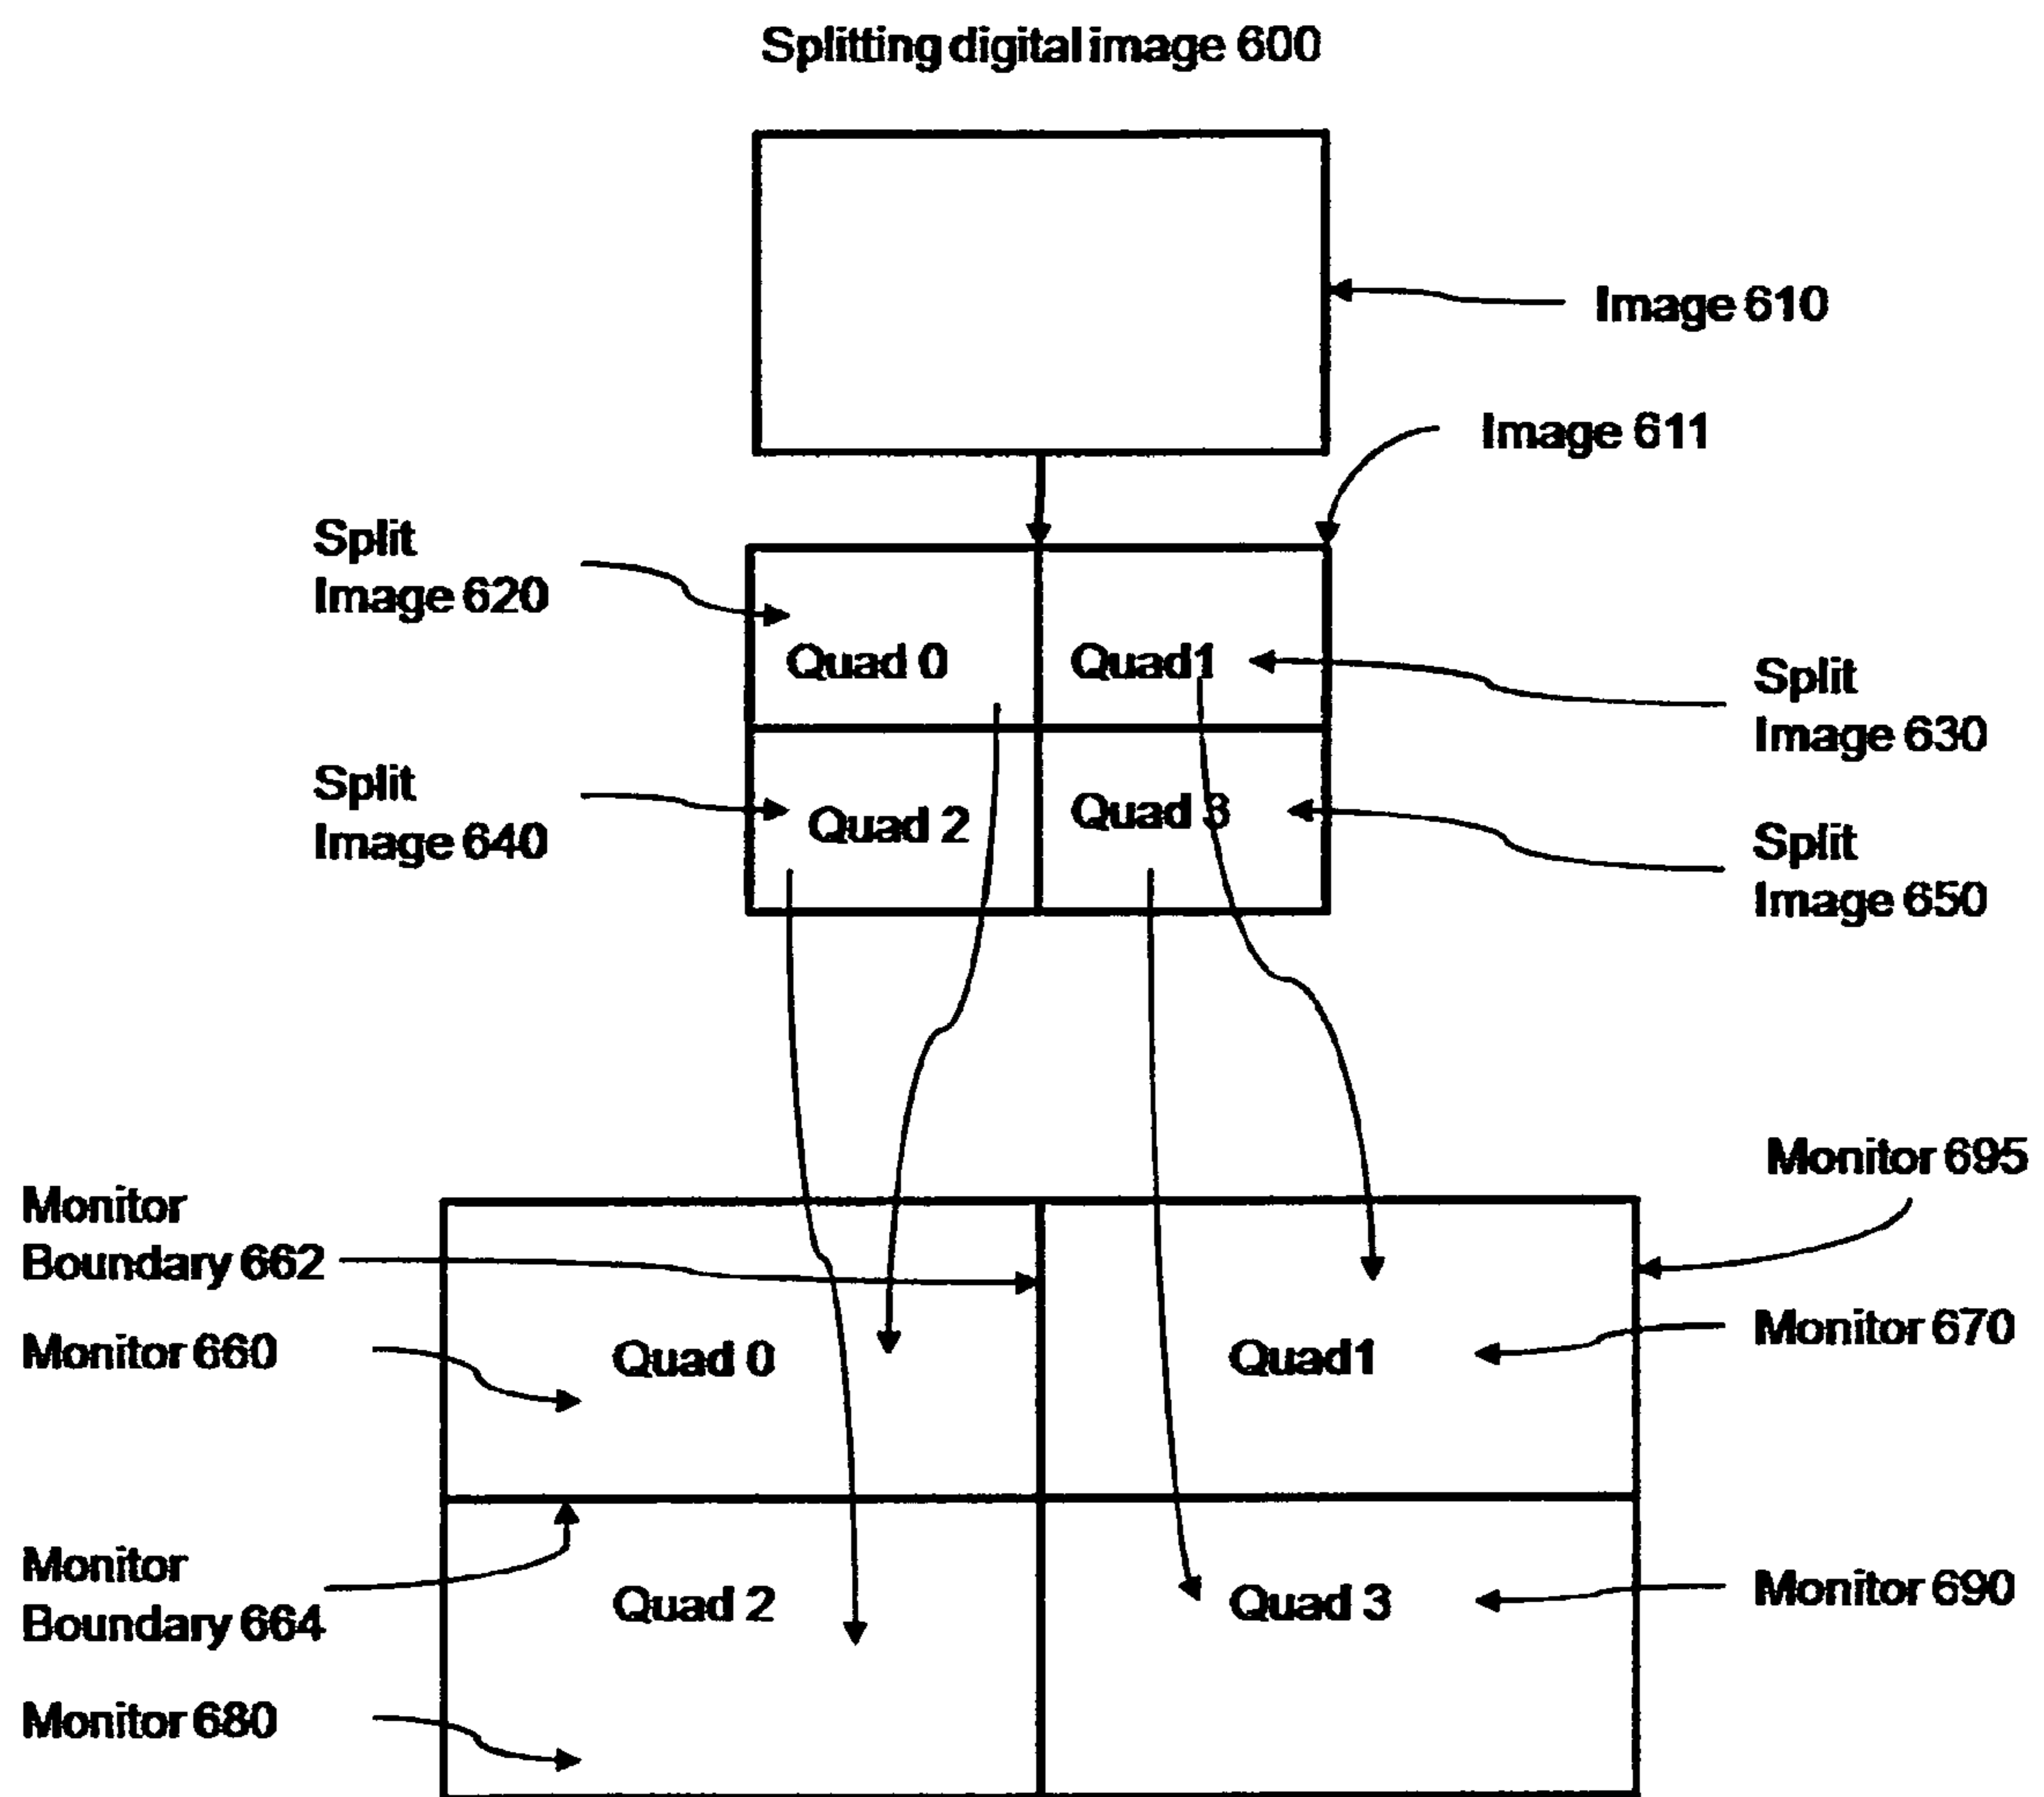 Splitting digital image 600
Image 610
Image 611
Split
Image 620
Quad 0
Quad1
Split
Image 630
Split
Image 640
Quad 2
Quad 3
Split
Image 650
Monitor 695
Monitor
Boundary 662
Monitor 670
Monitor 660
Quad 0
Quad1
Monitor
Boundary 664
Quad 2
Quad 3
Monitor 690
Monitor 680